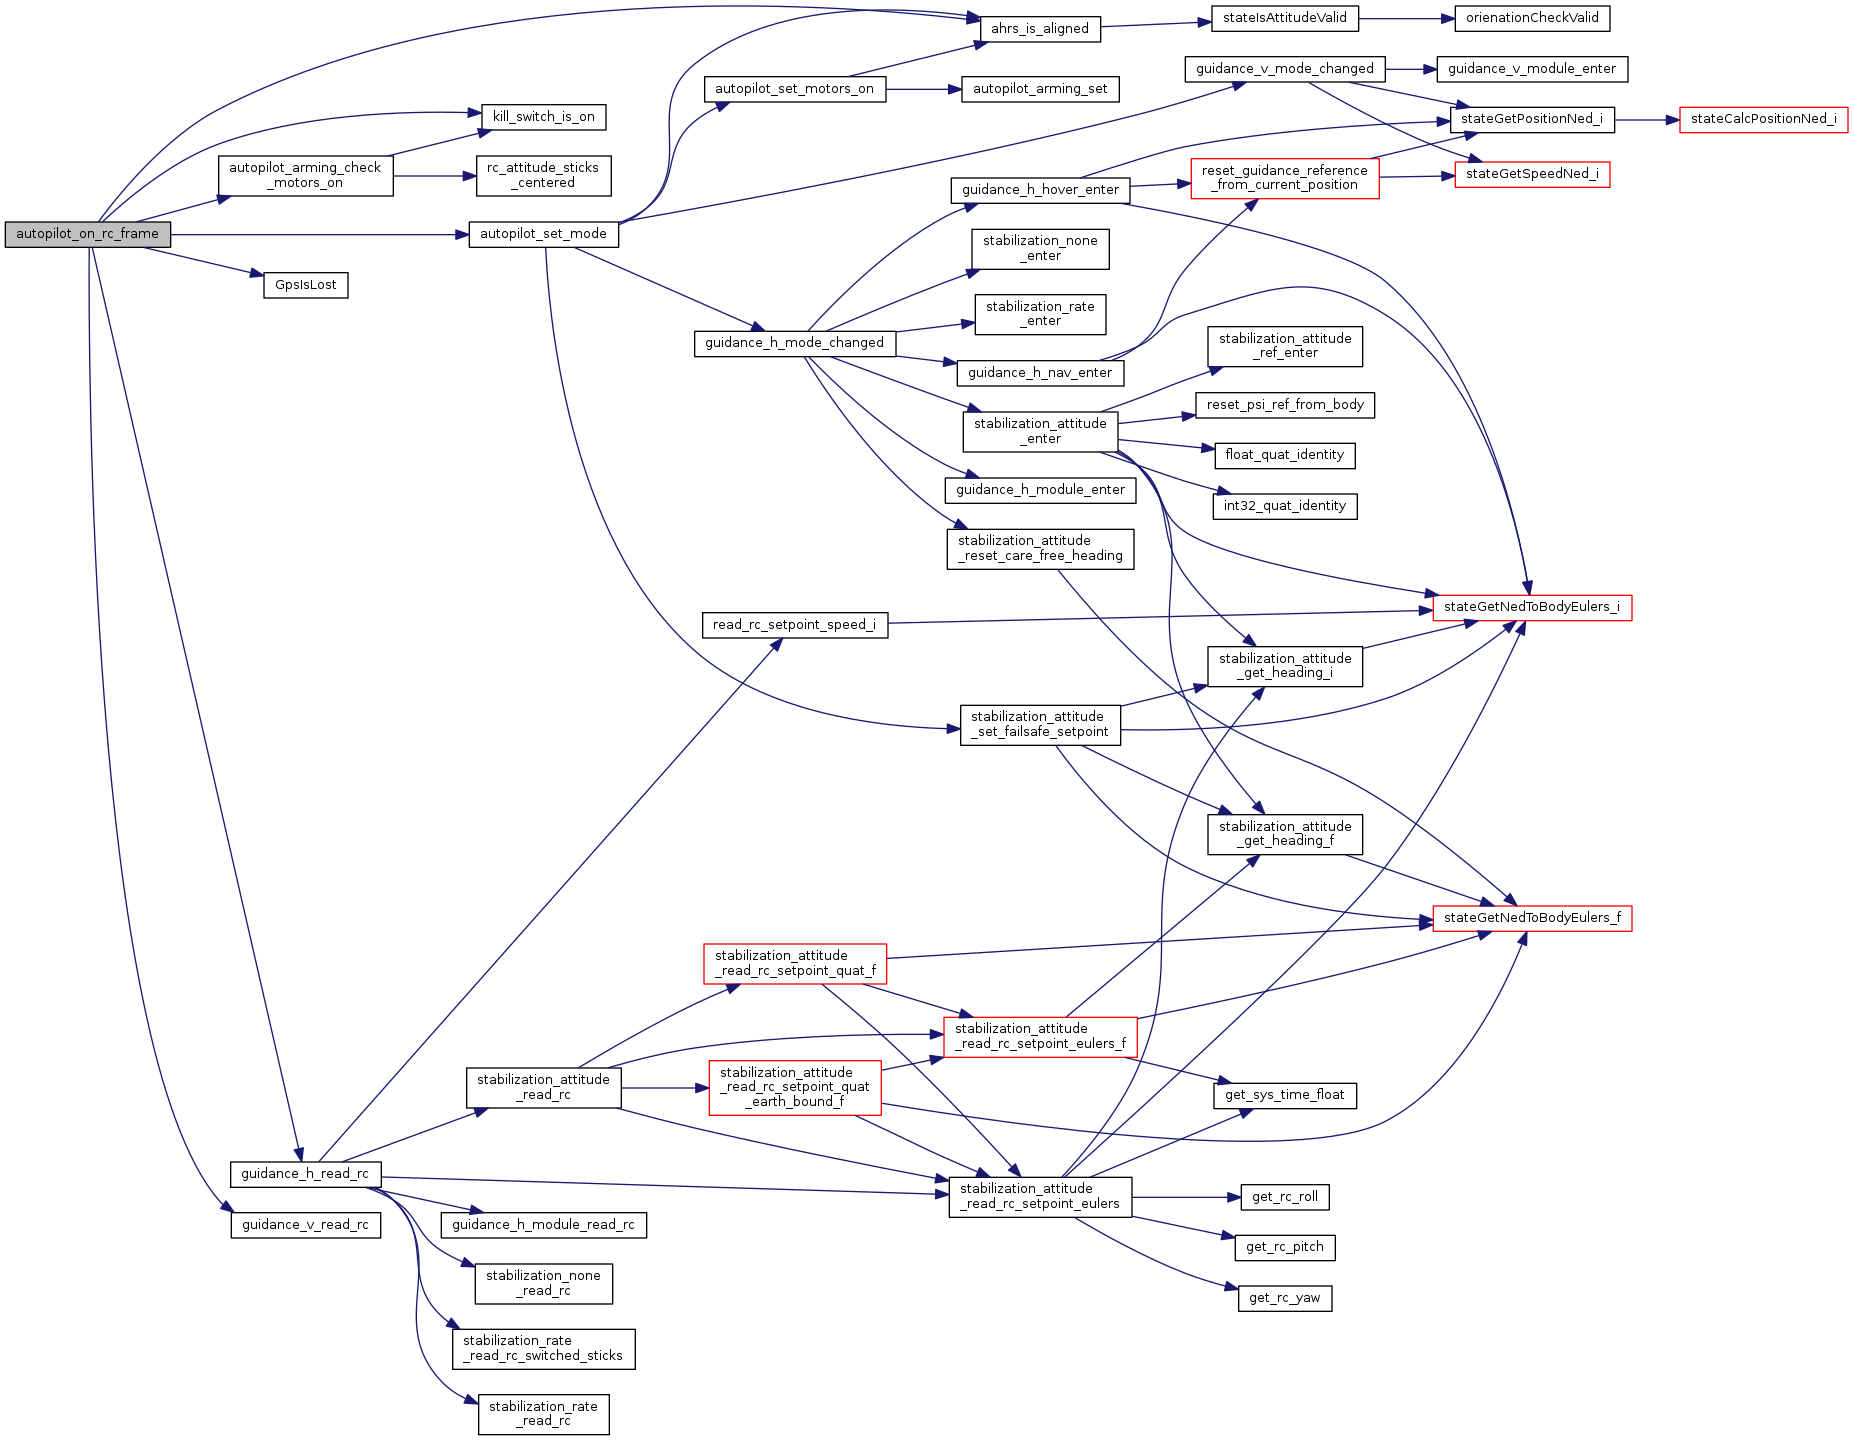 autopilot_on_rc_frame
ahrs_is_aligned
stateIsAttitudeValid
orienationCheckValid
kill_switch_is_on
autopilot_arming_check
_motors_on
rc_attitude_sticks
_centered
autopilot_set_mode
GpsIsLost
autopilot_set_motors_on
autopilot_arming_set
guidance_v_mode_changed
guidance_v_module_enter
stateGetPositionNed_i
stateCalcPositionNed_i
stateGetSpeedNed_i
guidance_h_hover_enter
reset_guidance_reference
_from_current_position
stabilization_none
_enter
stabilization_rate
_enter
guidance_h_mode_changed
guidance_h_nav_enter
stabilization_attitude
_ref_enter
reset_psi_ref_from_body
stabilization_attitude
_enter
float_quat_identity
int32_quat_identity
guidance_h_module_enter
stabilization_attitude
_reset_care_free_heading
stateGetNedToBodyEulers_i
read_rc_setpoint_speed_i
stabilization_attitude
_get_heading_i
stabilization_attitude
_set_failsafe_setpoint
stabilization_attitude
_get_heading_f
stateGetNedToBodyEulers_f
stabilization_attitude
_read_rc_setpoint_quat_f
stabilization_attitude
_read_rc_setpoint_eulers_f
stabilization_attitude
_read_rc
stabilization_attitude
_read_rc_setpoint_quat
_earth_bound_f
get_sys_time_float
guidance_h_read_rc
stabilization_attitude
_read_rc_setpoint_eulers
get_rc_roll
guidance_v_read_rc
guidance_h_module_read_rc
get_rc_pitch
stabilization_none
_read_rc
get_rc_yaw
stabilization_rate
_read_rc_switched_sticks
stabilization_rate
_read_rc